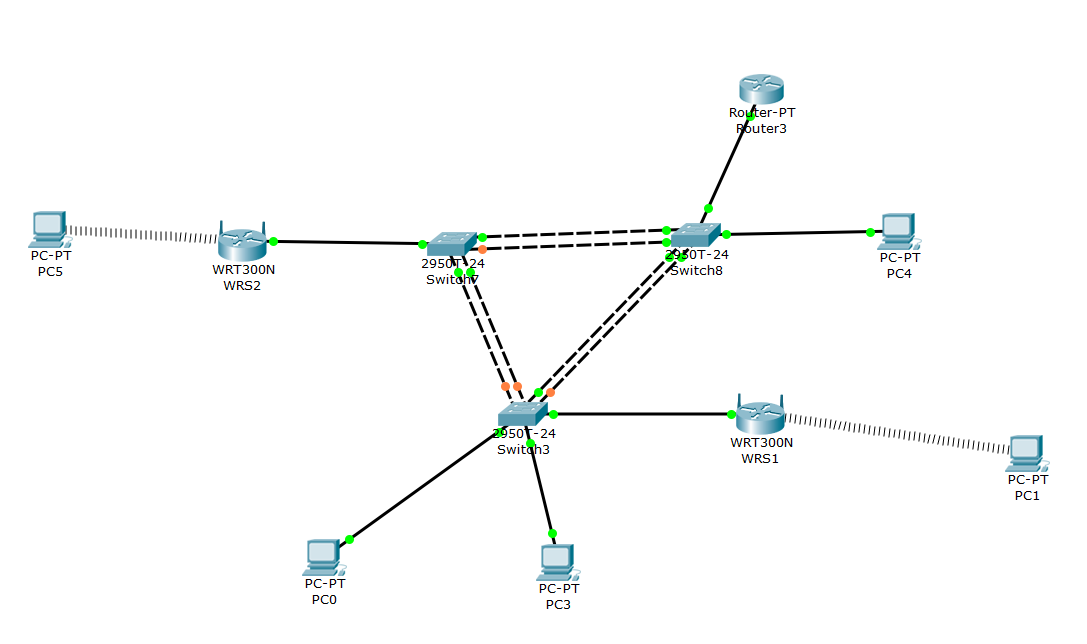 Router-PT
Router3
PC-PT
PC5
WRT300N
WRS2
2950T-24
Switch7
2950T-24
Switch8
PC-PT
PC4
2950T-24
Switch3
WRT300N
WRS1
PC-PT
PC1
PC-PT
PC0
PC-PT
PC3